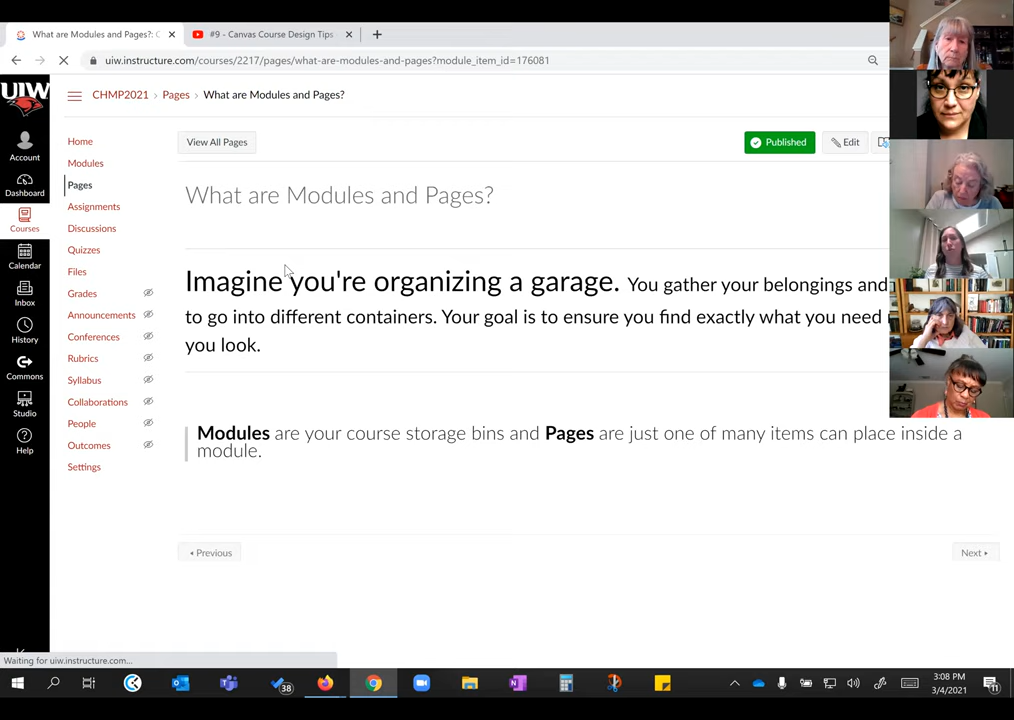 What are Modules and Pages?: C
#9 - Canvas Course Design Tips
uiw.instructure.com/courses/2217/pages/what-are-modules-and-pages?module_item_id=176081
UIW
CHMP2021 › Pages › What are Modules and Pages?
Account
Dashboard
Courses
Calendar
Inbox
History
Commons
Studio
Help
Home
Modules
Pages
Assignments
Discussions
Quizzes
Files
Grades
Announcements
Conferences
Rubrics
Syllabus
Collaborations
People
Outcomes
Settings
View All Pages
Published
Edit
What are Modules and Pages?
Imagine you're organizing a garage. You gather your belongings and
to go into different containers. Your goal is to ensure you find exactly what you need
you look.
Modules are your course storage bins and Pages are just one of many items can place inside a
module.
◂ Previous
Next ▸
Waiting for uiw.instructure.com...
38
3:08 PM
3/4/2021
11